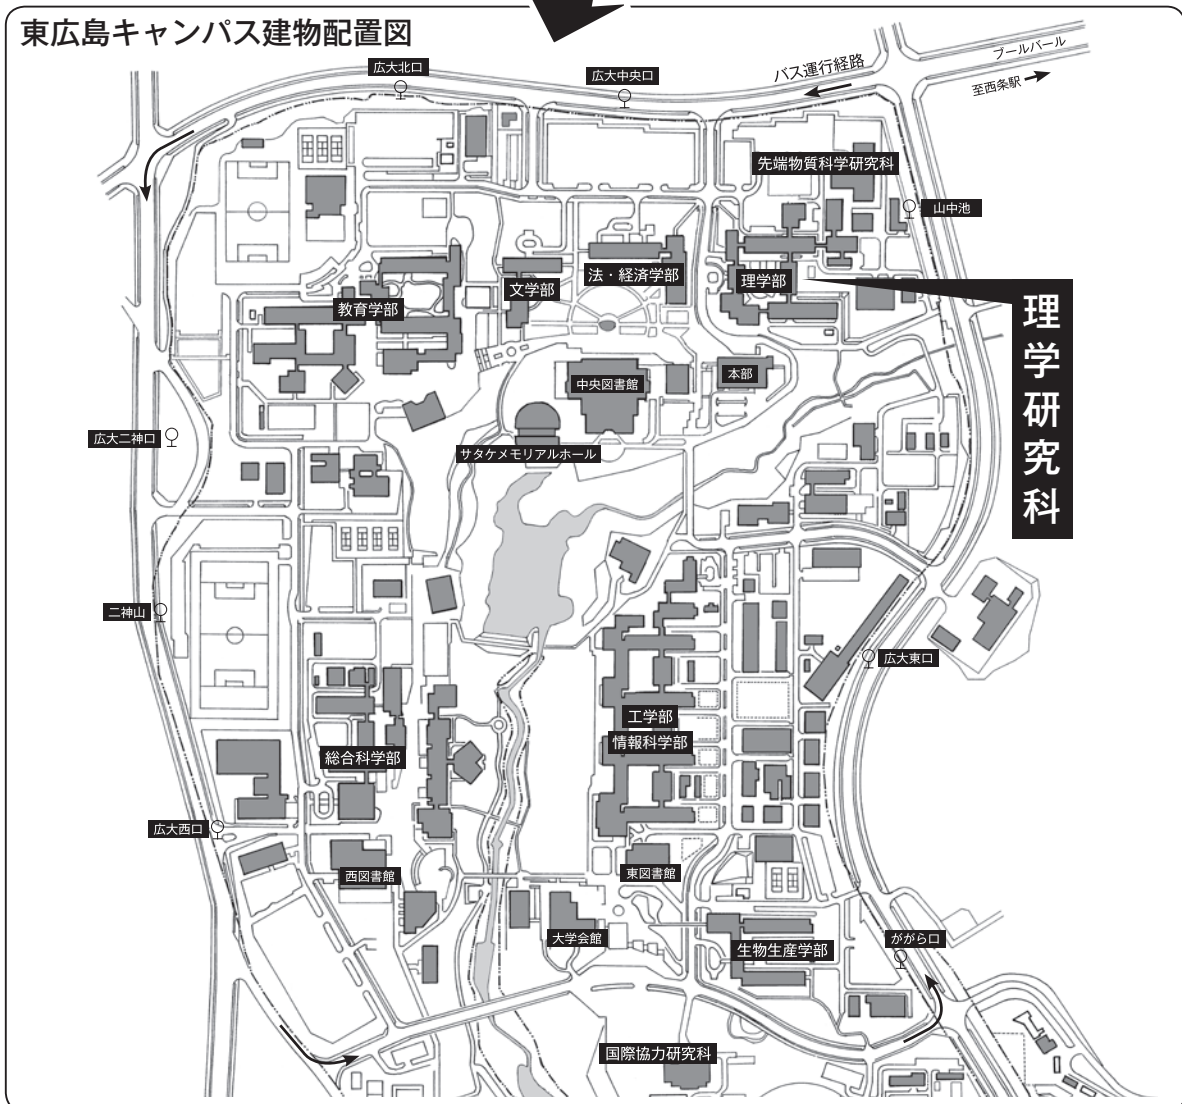 東広島キャンパス建物配置図
広大北口
広大中央口
バス運行経路
ブールバール
至西条駅
先端物質科学研究科
山中池
法・経済学部
理学部
文学部
教育学部
理学研究科
本部
中央図書館
広大二神口
サタケメモリアルホール
二神山
広大東口
工学部
情報科学部
総合科学部
広大西口
西図書館
東図書館
大学会館
生物生産学部
ががら口
国際協力研究科